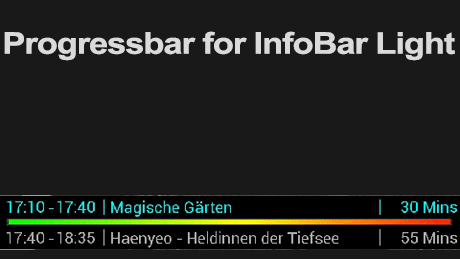 Progressbar for InfoBar Light
17:10 - 17:40 | Magische Gärten | 30 Mins
17:40 - 18:35 | Haenyeo - Heldinnen der Tiefsee | 55 Mins